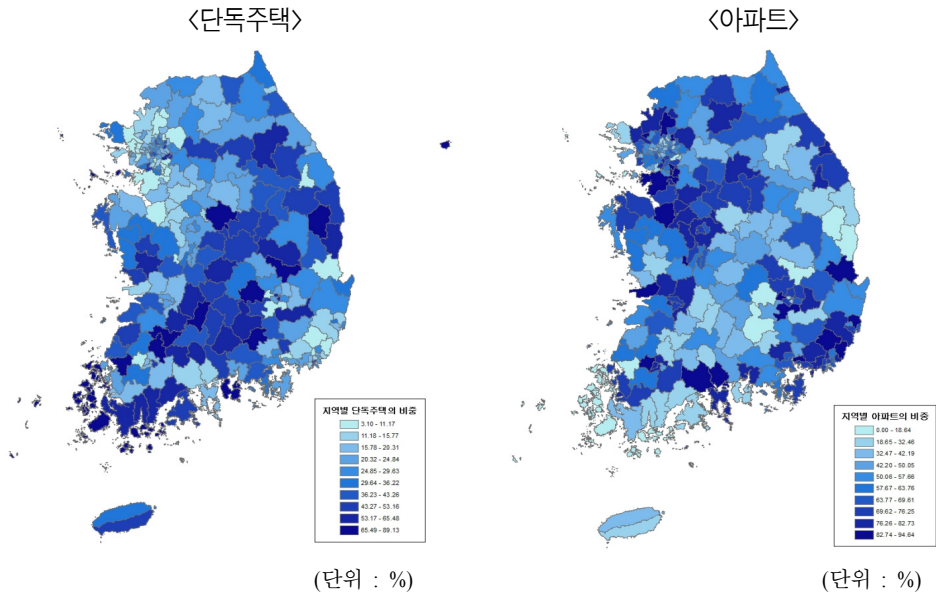 <단독주택>
<아파트>
지역별 단독주택의 비중
3.10 - 11.17
11.18 - 15.77
15.78 - 20.31
20.32 - 24.84
24.85 - 29.63
29.64 - 36.22
36.23 - 43.26
43.27 - 53.16
53.17 - 65.48
65.49 - 89.13
(단위 : %)
지역별 아파트의 비중
0.00 - 18.64
18.65 - 32.46
32.47 - 42.19
42.20 - 50.05
50.06 - 57.66
57.67 - 63.76
63.77 - 69.61
69.62 - 76.25
76.26 - 82.73
82.74 - 94.64
(단위 : %)